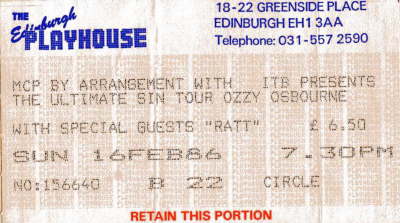 THE
Edinburgh
PLAYHOUSE
18-22 GREENSIDE PLACE
EDINBURGH EH1 3AA
Telephone: 031-557 2590
MCP BY ARRANGEMENT WITH ITB PRESENTS
THE ULTIMATE SIN TOUR OZZY OSBOURNE
WITH SPECIAL GUESTS "RATT" £ 6.50
SUN 16FEB86 7.30PM
NO:156640 B 22 CIRCLE
RETAIN THIS PORTION